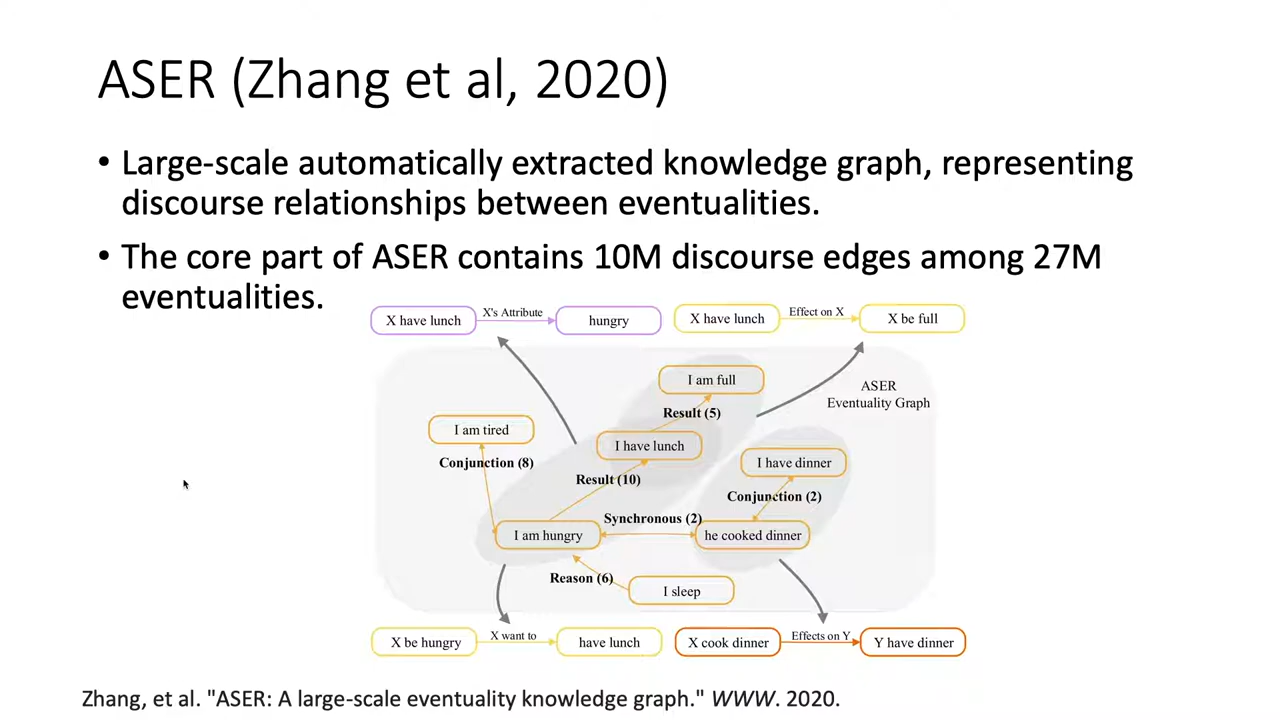 ASER (Zhang et al, 2020)
• Large-scale automatically extracted knowledge graph, representing
discourse relationships between eventualities.
• The core part of ASER contains 10M discourse edges among 27M
eventualities.
X have lunch X's Attribute hungry
X have lunch Effect on X X be full
I am full
ASER
Eventuality Graph
Result (5)
I am tired
I have lunch
Conjunction (8)
I have dinner
Result (10)
Conjunction (2)
Synchronous (2)
I am hungry
he cooked dinner
Reason (6)
I sleep
X be hungry X want to have lunch
X cook dinner Effects on Y Y have dinner
Zhang, et al. "ASER: A large-scale eventuality knowledge graph." WWW. 2020.